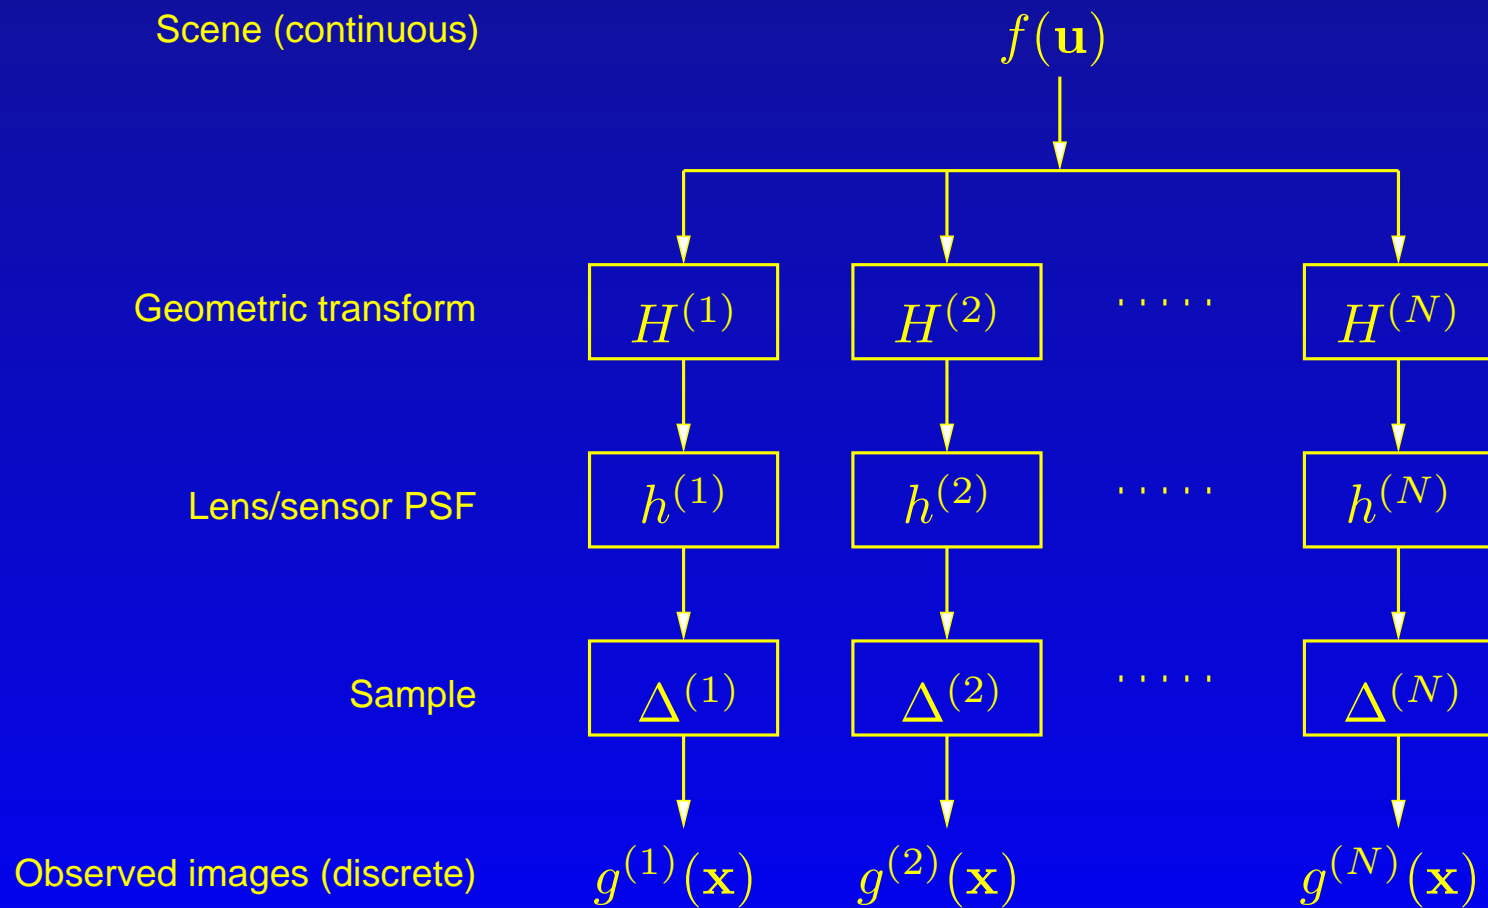 Scene (continuous) f(u)
Geometric transform H^(1) H^(2) ..... H^(N)
Lens/sensor PSF h^(1) h^(2) ..... h^(N)
Sample Δ^(1) Δ^(2) ..... Δ^(N)
Observed images (discrete) g^(1)(x) g^(2)(x) g^(N)(x)